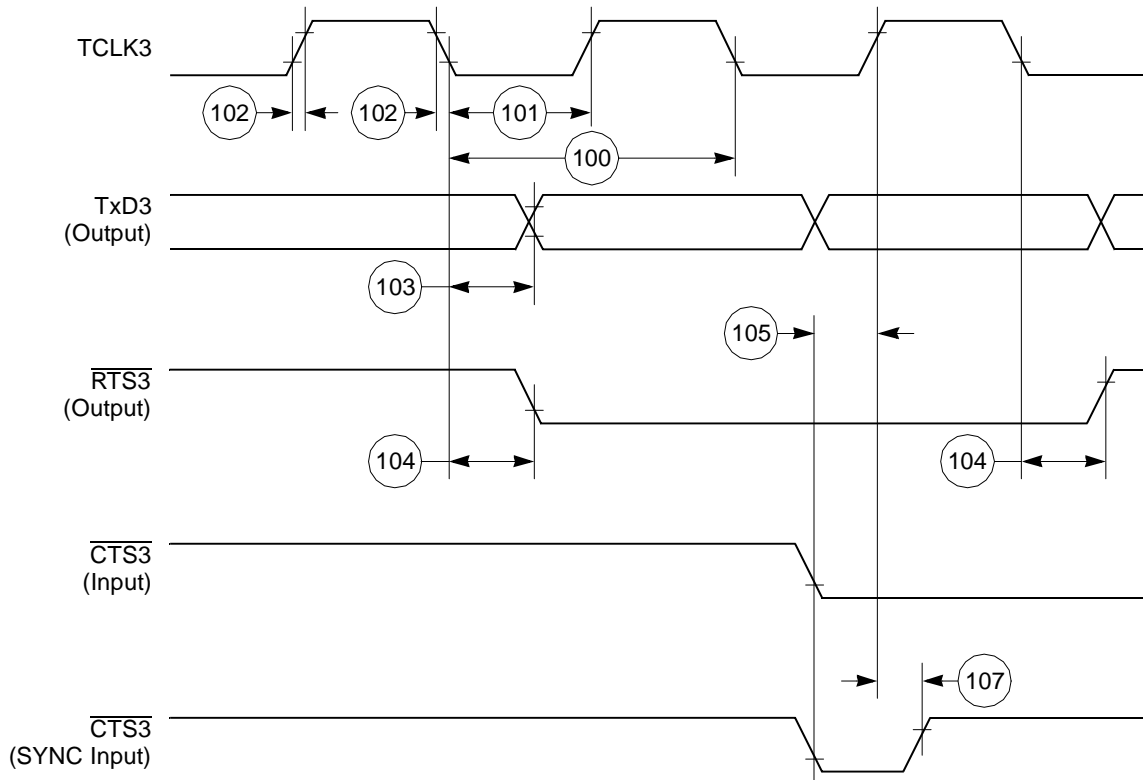 TCLK3
102
102
101
100
TxD3
(Output)
103
105
RTS3
(Output)
104
104
CTS3
(Input)
107
CTS3
(SYNC Input)